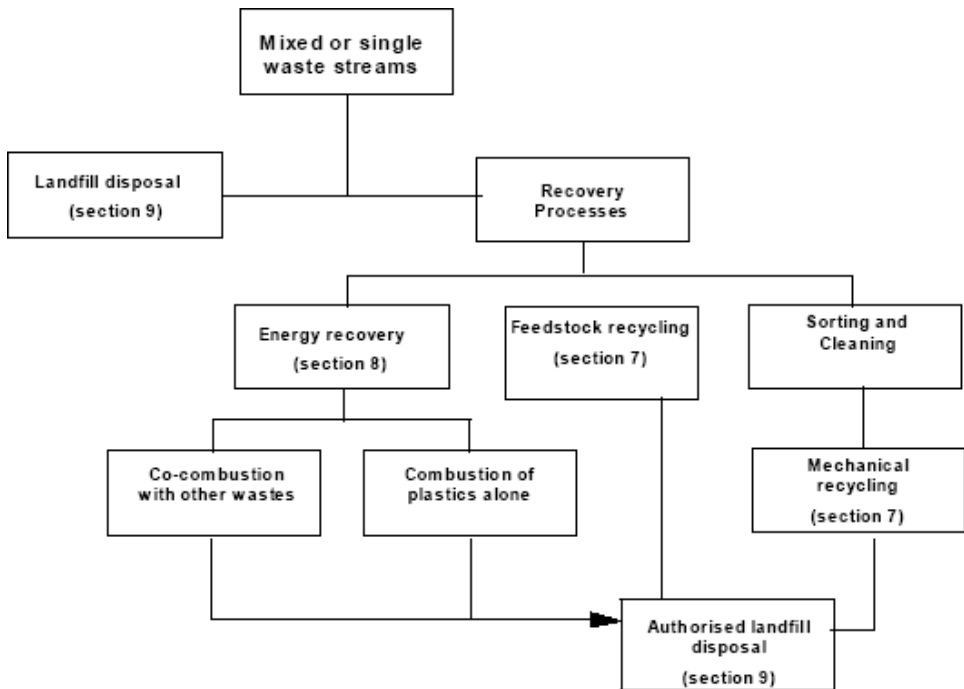 Mixed or single
waste streams
Landfill disposal
(section 9)
Recovery
Processes
Energy recovery
(section 8)
Feedstock recycling
(section 7)
Sorting and
Cleaning
Co-combustion
with other wastes
Combustion of
plastics alone
Mechanical
recycling
(section 7)
Authorised landfill
disposal
(section 9)